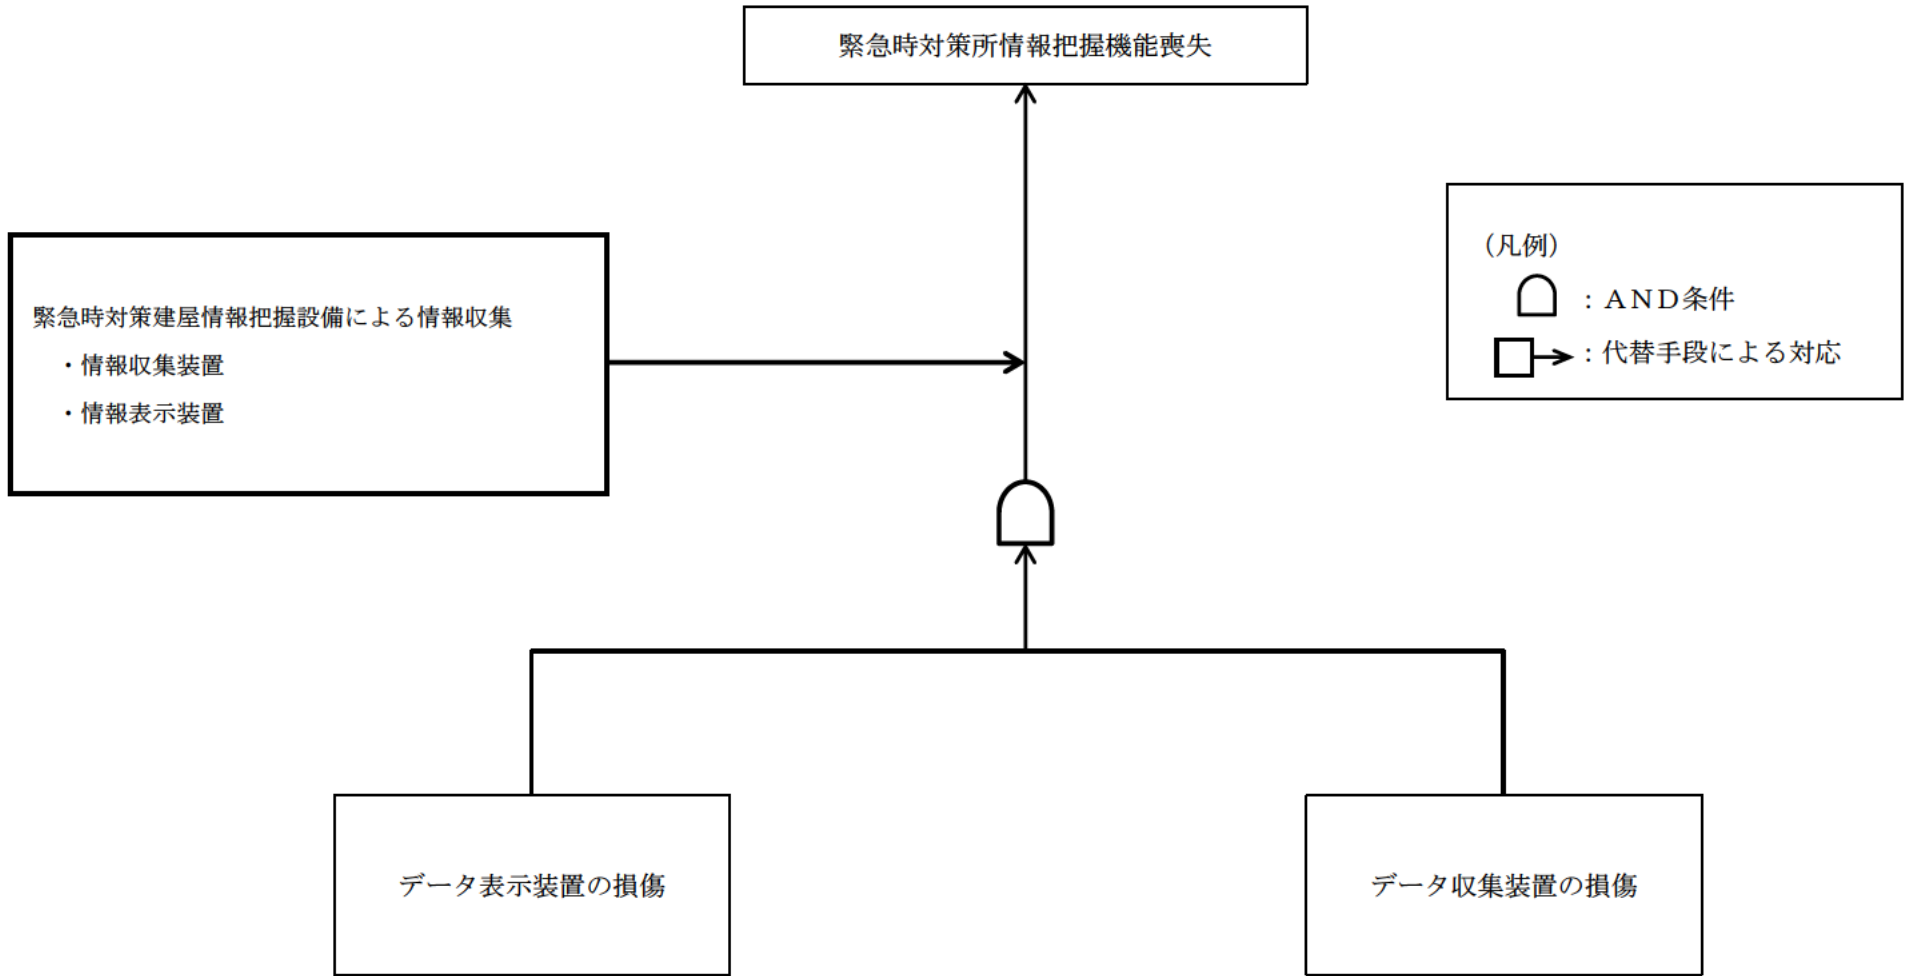 緊急時対策所情報把握機能喪失
緊急時対策建屋情報把握設備による情報収集
・情報収集装置
・情報表示装置
（凡例）
：ＡＮＤ条件
：代替手段による対応
データ表示装置の損傷
データ収集装置の損傷